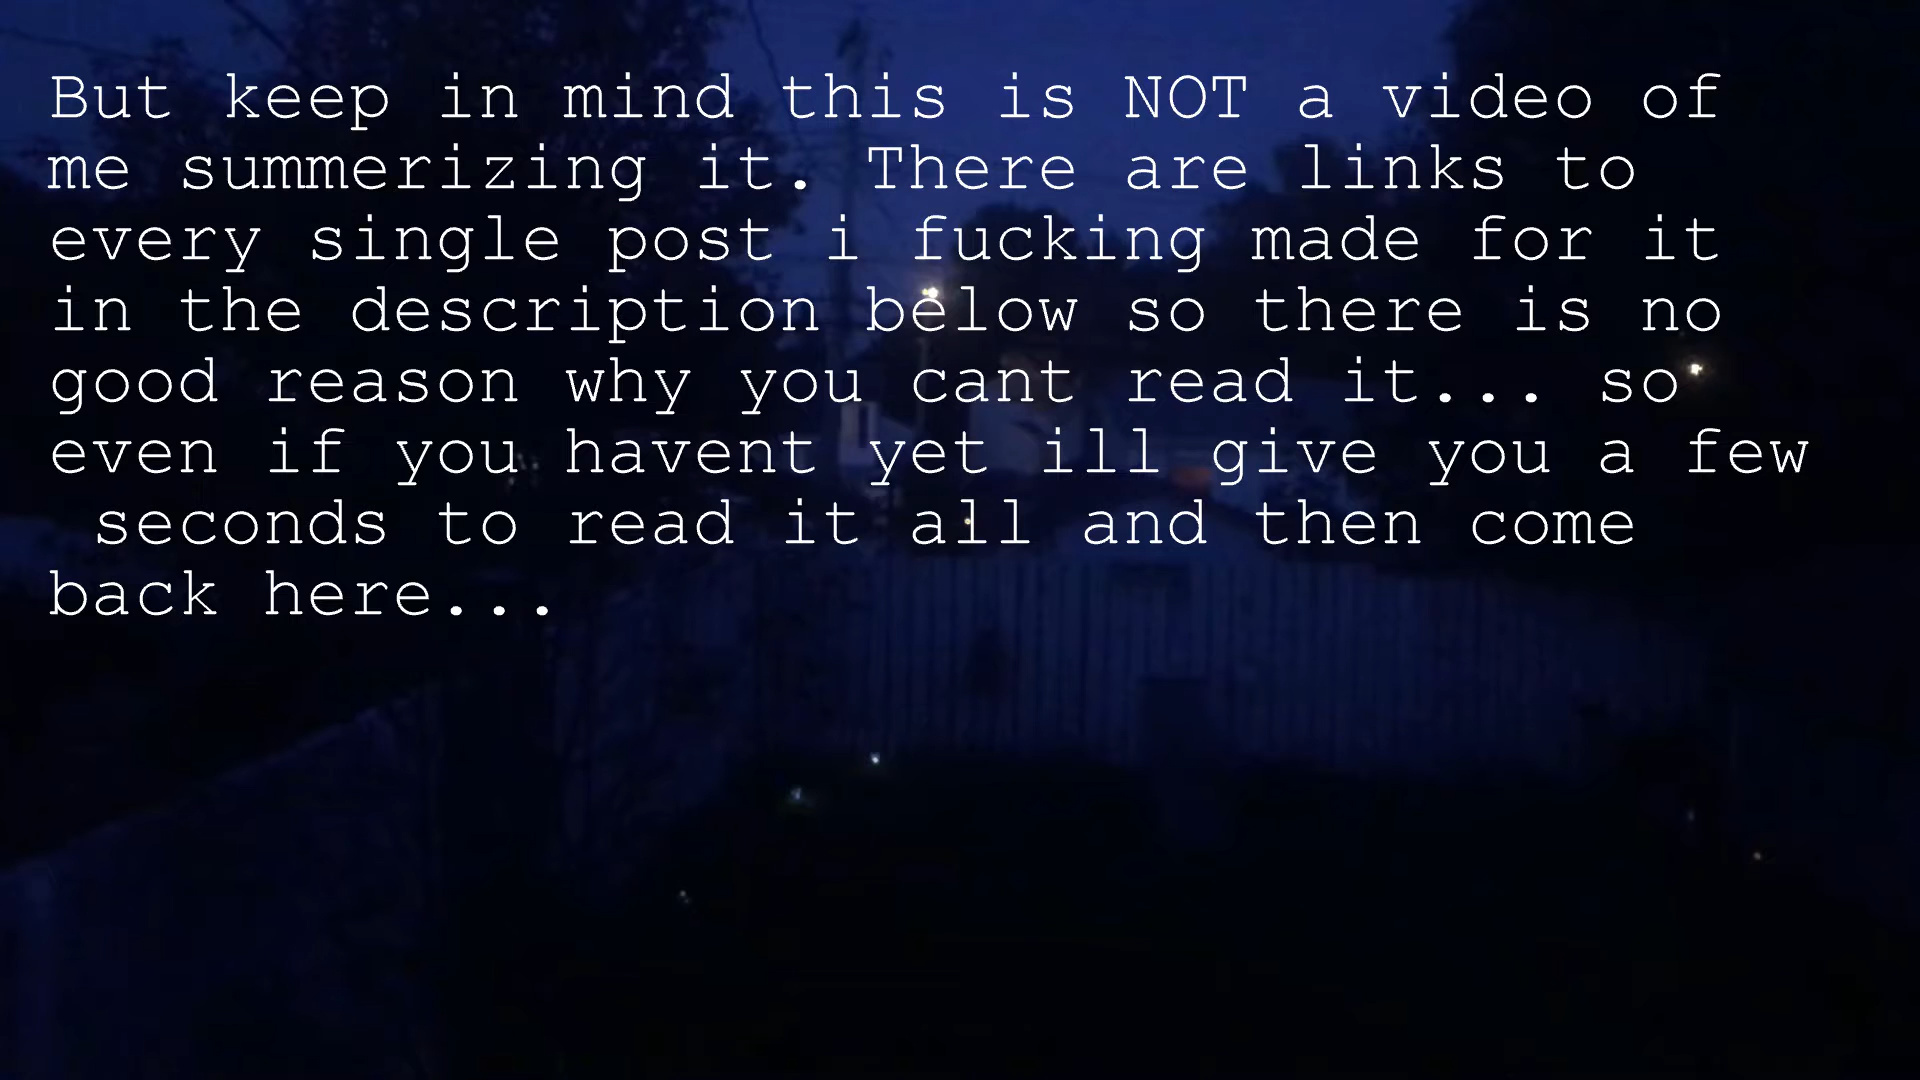 But keep in mind this is NOT a video of
me summerizing it. There are links to
every single post i fucking made for it
in the description below so there is no
good reason why you cant read it... so
even if you havent yet ill give you a few
seconds to read it all and then come
back here...